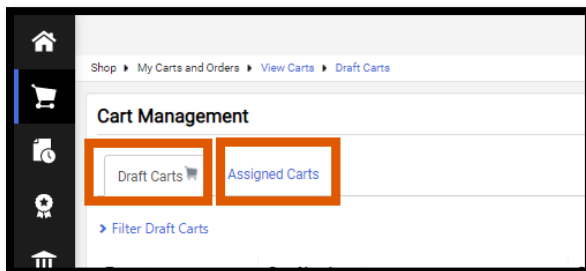 Shop ▸ My Carts and Orders ▸ View Carts ▸ Draft Carts
Cart Management
Draft Carts
Assigned Carts
Filter Draft Carts